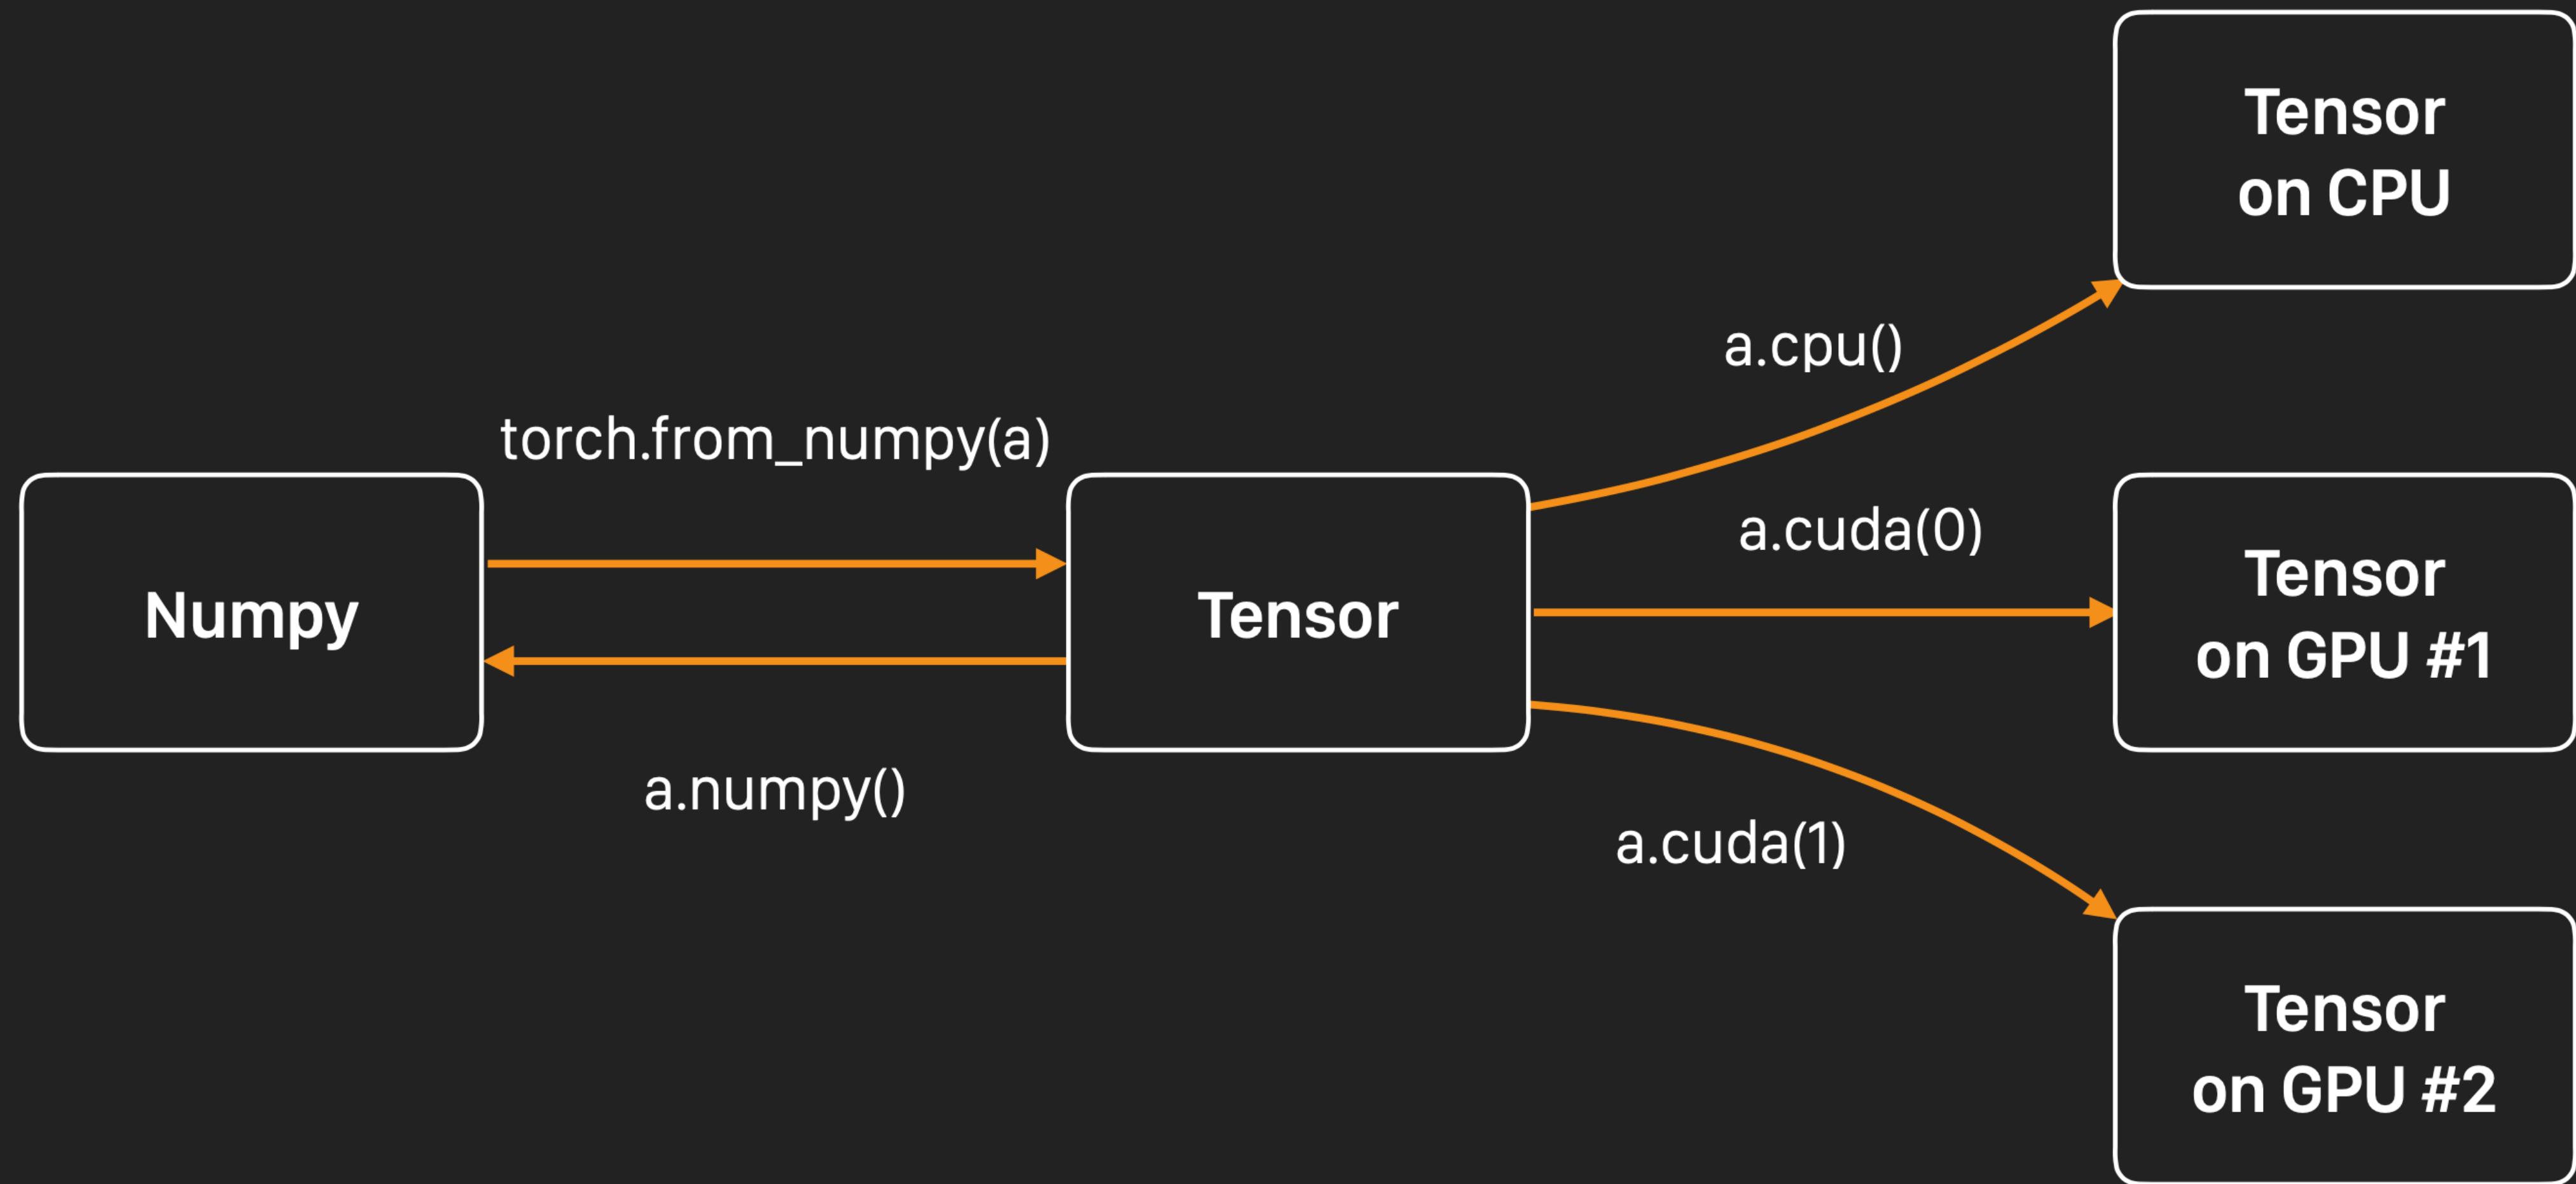 Numpy
torch.from_numpy(a)
a.numpy()
Tensor
a.cpu()
a.cuda(0)
a.cuda(1)
Tensor
on CPU
Tensor
on GPU #1
Tensor
on GPU #2